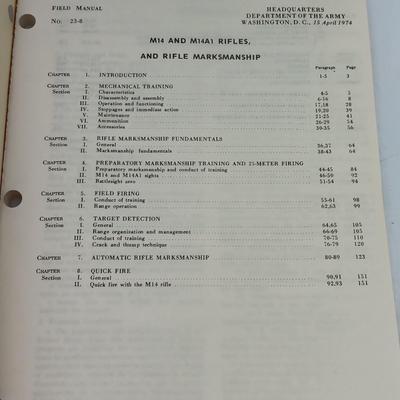 FIELD MANUAL
No. 23-8
HEADQUARTERS
DEPARTMENT OF THE ARMY
WASHINGTON, D.C., 15 April 1974
M14 AND M14A1 RIFLES,
AND RIFLE MARKSMANSHIP
Paragraph Page
CHAPTER 1. INTRODUCTION 1-3 3
CHAPTER 2. MECHANICAL TRAINING
Section I. Characteristics 4-5 5
II. Disassembly and assembly 6-16 8
III. Operation and functioning 17,18 28
IV. Stoppages and immediate action 19,20 39
V. Maintenance 21-25 41
VI. Ammunition 26-29 54
VII. Accessories 30-35 56
CHAPTER 3. RIFLE MARKSMANSHIP FUNDAMENTALS
Section I. General 36,37 64
II. Marksmanship fundamentals 38-43 64
CHAPTER 4. PREPARATORY MARKSMANSHIP TRAINING AND 25-METER FIRING
Section I. Preparatory marksmanship and conduct of training 44-45 84
II. M14 and M14A1 sights 46-50 92
III. Battlesight zero 51-54 94
CHAPTER 5. FIELD FIRING
Section I. Conduct of training 55-61 98
II. Range operation 62,63 99
CHAPTER 6. TARGET DETECTION
Section I. General 64,65 105
II. Range organization and management 66-69 105
III. Conduct of training 70-75 110
IV. Crack and thump technique 76-79 120
CHAPTER 7. AUTOMATIC RIFLE MARKSMANSHIP 80-89 123
CHAPTER 8. QUICK FIRE
Section I. General 90,91 151
II. Quick fire with the M14 rifle 92,93 151